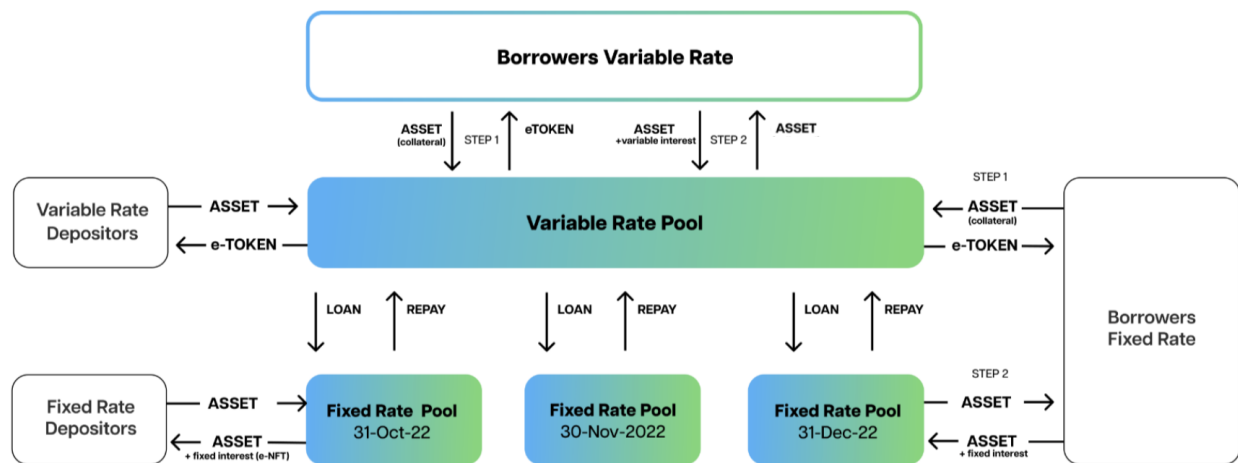 Borrowers Variable Rate
ASSET
(collateral)
STEP 1
eTOKEN
ASSET
+variable interest
STEP 2
ASSET
Variable Rate
Depositors
ASSET
e-TOKEN
Variable Rate Pool
STEP 1
ASSET
(collateral)
e-TOKEN
LOAN
REPAY
LOAN
REPAY
LOAN
REPAY
Borrowers
Fixed Rate
Fixed Rate
Depositors
ASSET
ASSET
+ fixed interest (e-NFT)
Fixed Rate Pool
31-Oct-22
Fixed Rate Pool
30-Nov-2022
Fixed Rate Pool
31-Dec-22
STEP 2
ASSET
ASSET
+ fixed interest